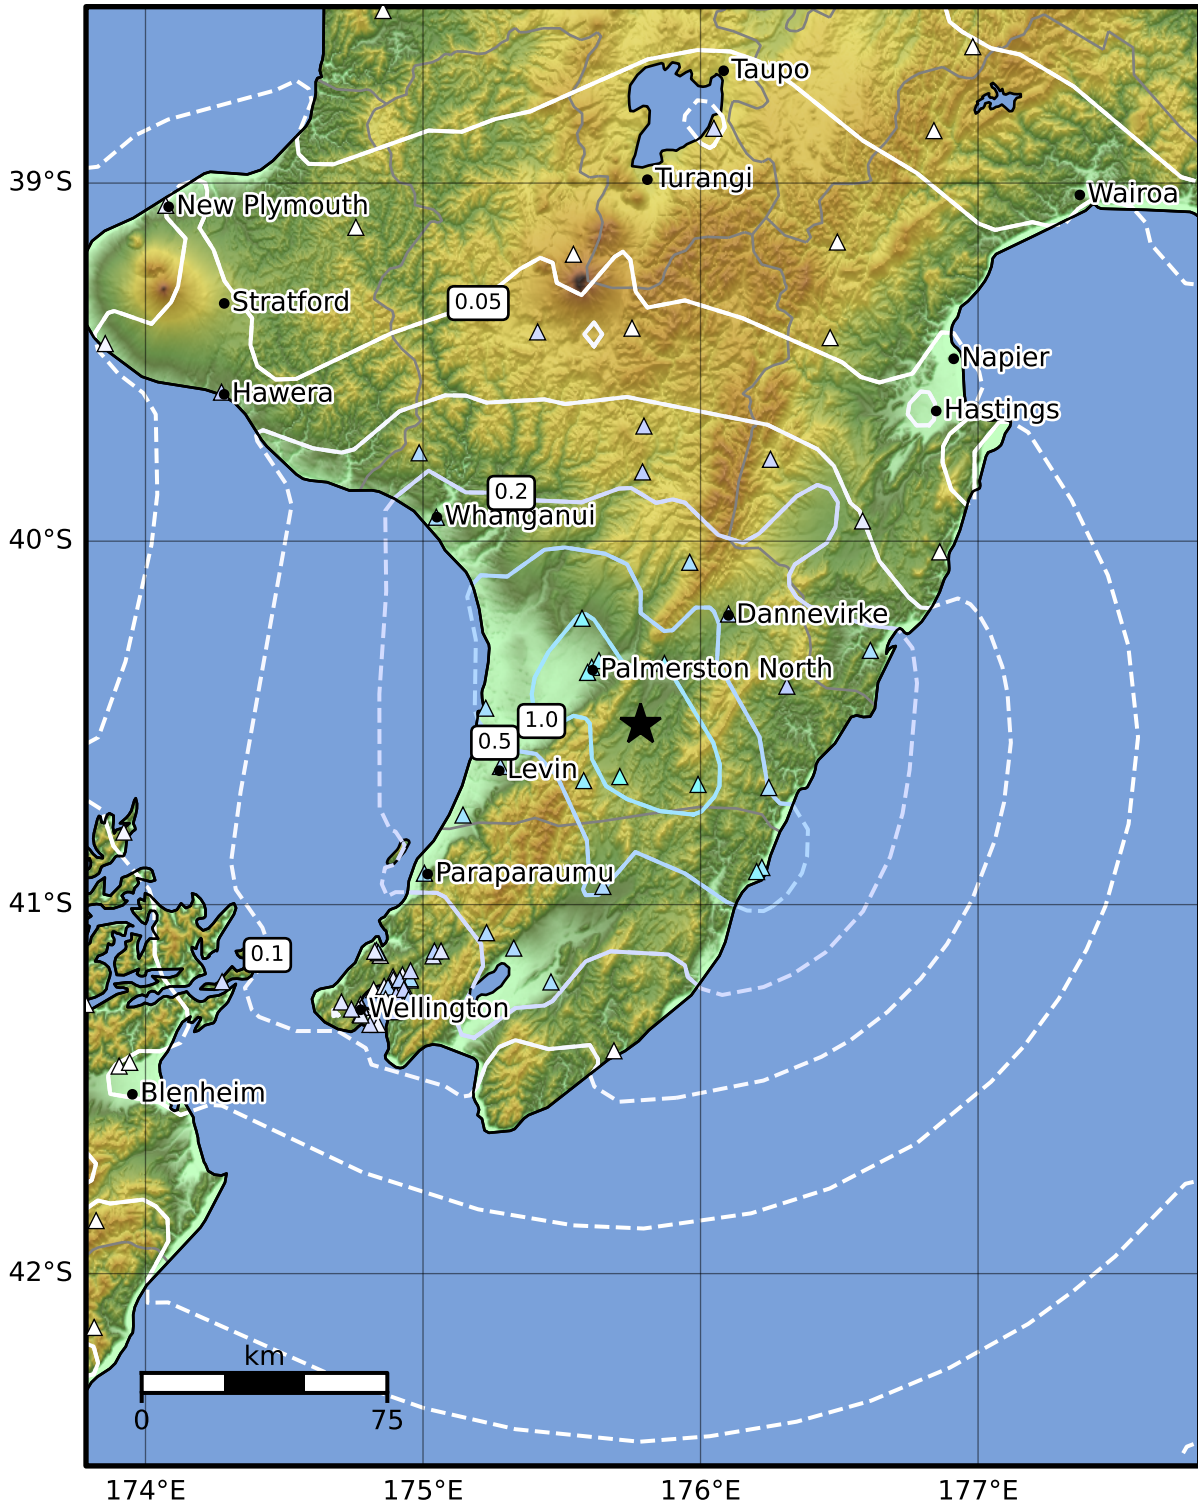 Taupo
39°S
Turangi
Wairoa
New Plymouth
Stratford
0.05
Napier
Hawera
Hastings
0.2
Whanganui
40°S
Dannevirke
Palmerston North
1.0
0.5
Levin
Paraparaumu
41°S
0.1
Wellington
Blenheim
42°S
km
0
75
174°E
175°E
176°E
177°E